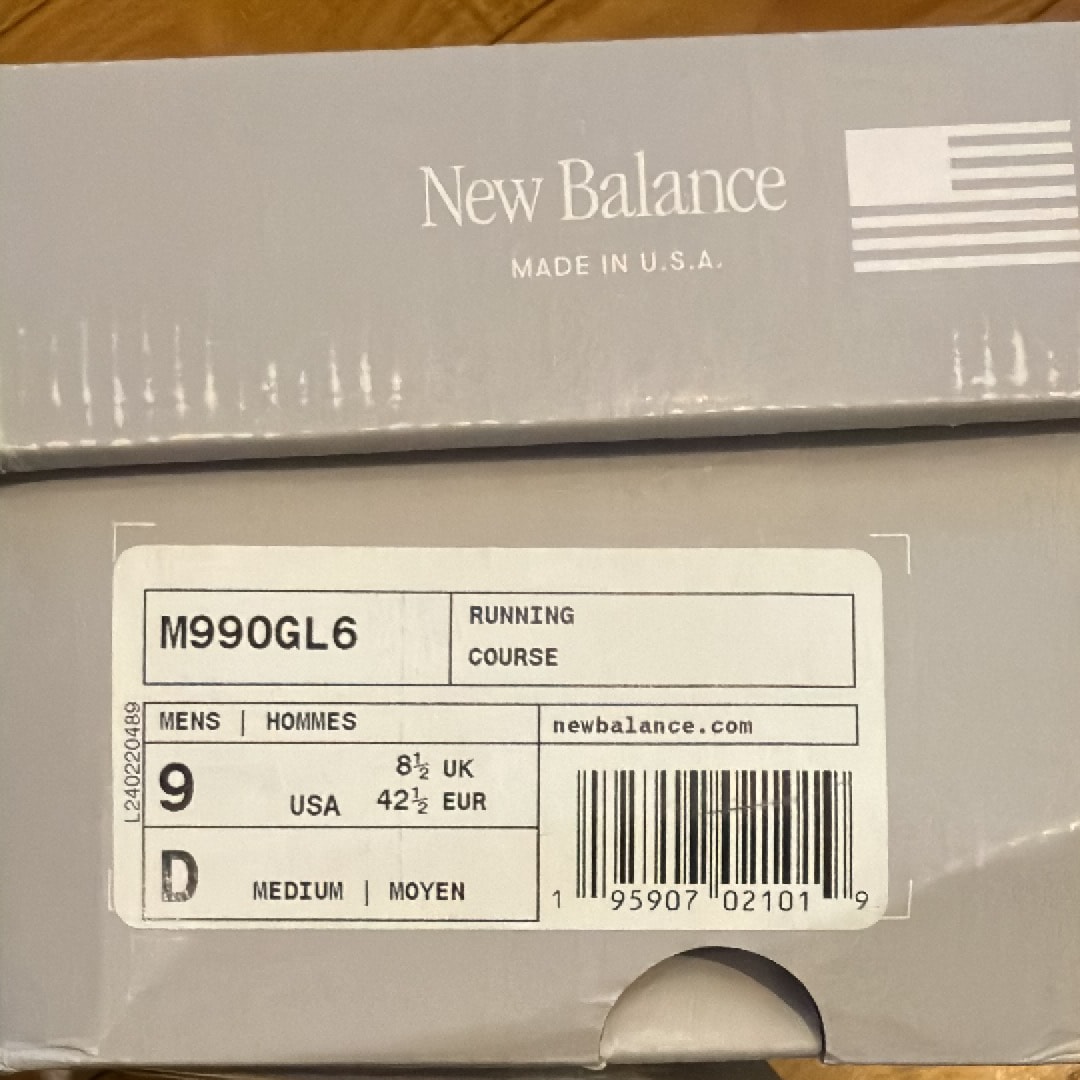 New Balance
MADE IN U.S.A.
M990GL6
RUNNING
COURSE
MENS | HOMMES
newbalance.com
9 USA 8½ UK
42½ EUR
D MEDIUM | MOYEN
L240220489
1 95907 02101 9